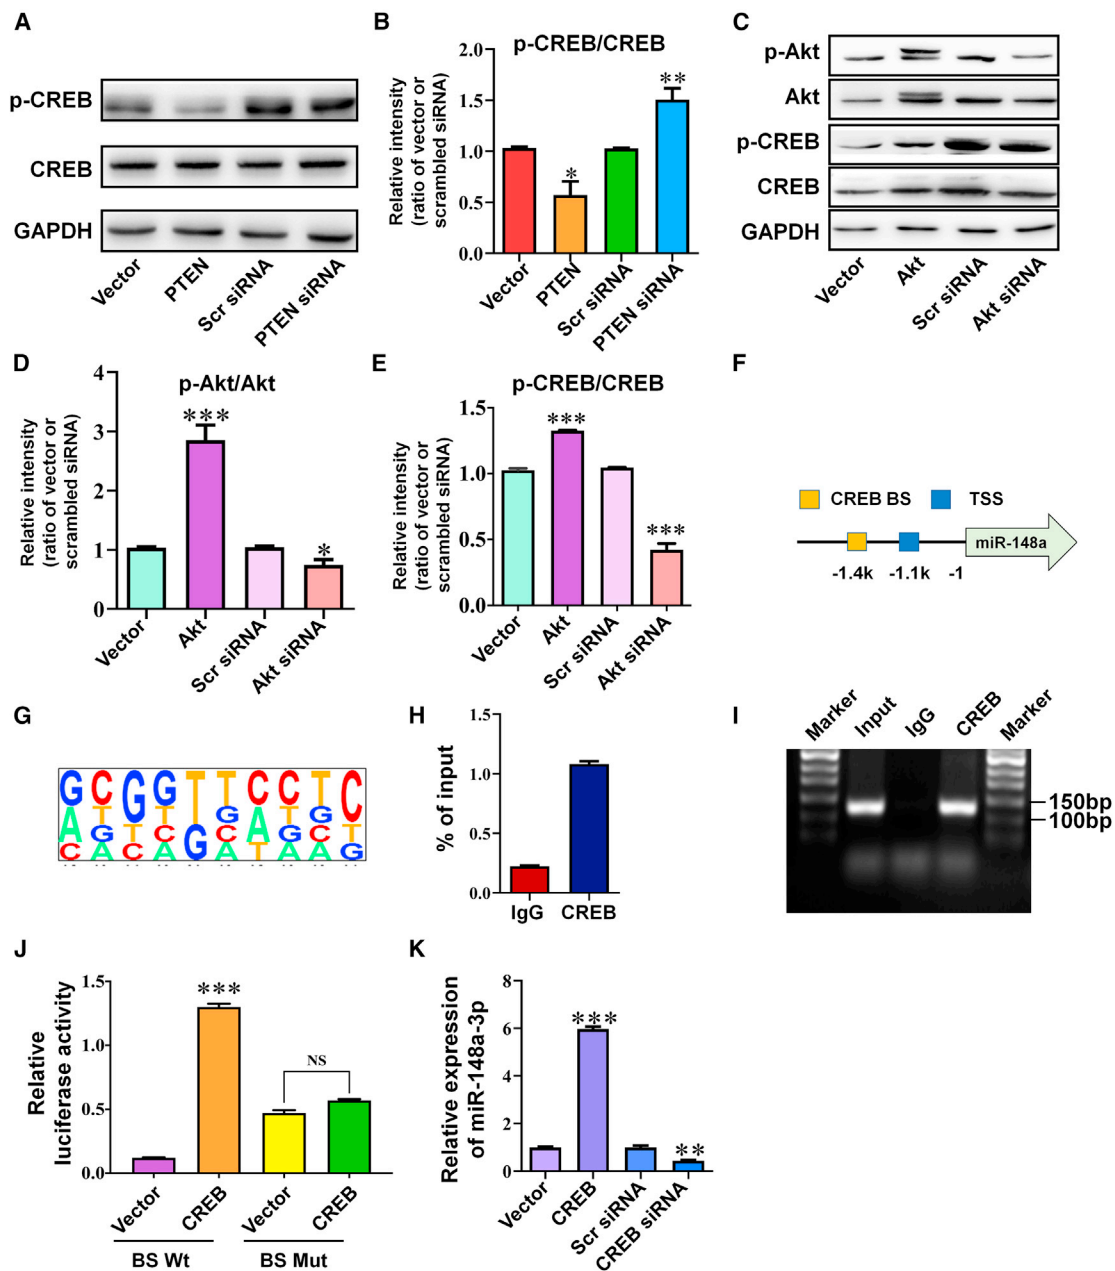 A
p-CREB
CREB
GAPDH
Vector
PTEN
Scr siRNA
PTEN siRNA
B
p-CREB/CREB
Relative intensity
(ratio of vector or
scrambled siRNA)
2.0
1.5
1.0
0.5
0.0
*
**
Vector
PTEN
Scr siRNA
PTEN siRNA
C
p-Akt
Akt
p-CREB
CREB
GAPDH
Vector
Akt
Scr siRNA
Akt siRNA
D
p-Akt/Akt
Relative intensity
(ratio of vector or
scrambled siRNA)
4
3
2
1
0
***
*
Vector
Akt
Scr siRNA
Akt siRNA
E
p-CREB/CREB
Relative intensity
(ratio of vector or
scrambled siRNA)
1.5
1.0
0.5
0.0
***
***
Vector
Akt
Scr siRNA
Akt siRNA
F
CREB BS
TSS
miR-148a
-1.4k
-1.1k
-1
G
GCGGTTCCTC
ATTTGGATGT
GGCCCAGCG
CACAATAAA
H
% of input
1.5
1.0
0.5
0.0
IgG
CREB
I
Marker
Input
IgG
CREB
Marker
150bp
100bp
J
Relative
luciferase activity
1.5
1.0
0.5
0.0
***
NS
Vector
CREB
Vector
CREB
BS Wt
BS Mut
K
Relative expression
of miR-148a-3p
8
6
4
2
0
***
**
Vector
CREB
Scr siRNA
CREB siRNA